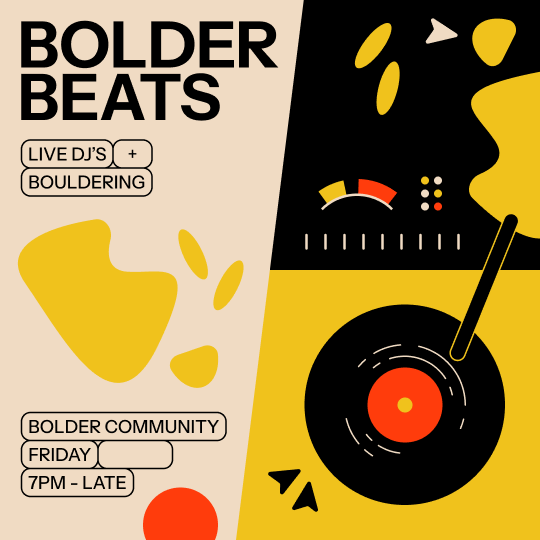 BOLDER
BEATS
LIVE DJ'S +
BOULDERING
BOLDER COMMUNITY
FRIDAY
7PM - LATE